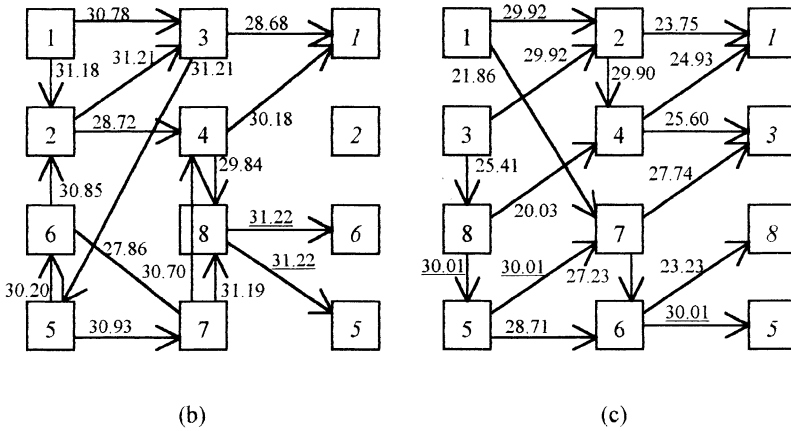 1 30.78 3 28.68 1
31.18 31.21 31.21
2 28.72 4 30.18 2
30.85 29.84
6 27.86 30.70 8 31.22 6
30.20 31.19 31.22
5 30.93 7 5
(b)
1 29.92 2 23.75 1
21.86 29.92 29.90 24.93
3 4 25.60 3
25.41 20.03 27.74
8 7 8
30.01 30.01 27.23 23.23
5 28.71 6 30.01 5
(c)